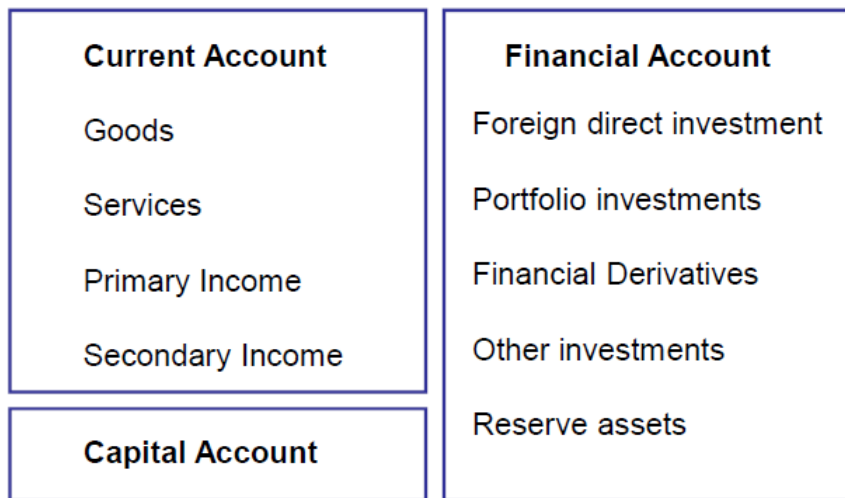 Current Account
Goods
Services
Primary Income
Secondary Income
Capital Account
Financial Account
Foreign direct investment
Portfolio investments
Financial Derivatives
Other investments
Reserve assets